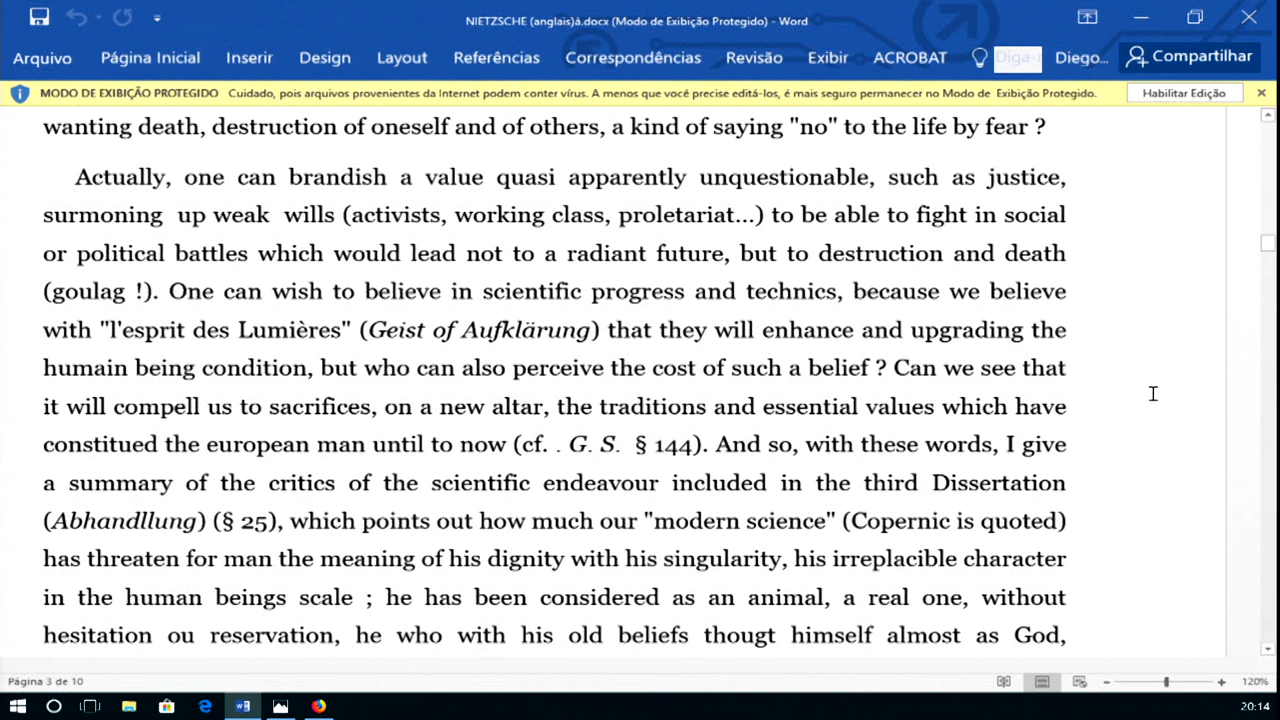 NIETZSCHE (anglais)à.docx (Modo de Exibição Protegido) - Word
Arquivo Página Inicial Inserir Design Layout Referências Correspondências Revisão Exibir ACROBAT Diga- Diego... Compartilhar
MODO DE EXIBIÇÃO PROTEGIDO Cuidado, pois arquivos provenientes da Internet podem conter vírus. A menos que você precise editá-los, é mais seguro permanecer no Modo de Exibição Protegido. Habilitar Edição
wanting death, destruction of oneself and of others, a kind of saying "no" to the life by fear ?
Actually, one can brandish a value quasi apparently unquestionable, such as justice,
surmoning up weak wills (activists, working class, proletariat...) to be able to fight in social
or political battles which would lead not to a radiant future, but to destruction and death
(goulag !). One can wish to believe in scientific progress and technics, because we believe
with "l'esprit des Lumières" (Geist of Aufklärung) that they will enhance and upgrading the
humain being condition, but who can also perceive the cost of such a belief ? Can we see that
it will compell us to sacrifices, on a new altar, the traditions and essential values which have
constitued the european man until to now (cf. . G. S. § 144). And so, with these words, I give
a summary of the critics of the scientific endeavour included in the third Dissertation
(Abhandllung) (§ 25), which points out how much our "modern science" (Copernic is quoted)
has threaten for man the meaning of his dignity with his singularity, his irreplacible character
in the human beings scale ; he has been considered as an animal, a real one, without
hesitation ou reservation, he who with his old beliefs thougt himself almost as God,
Página 3 de 10 120%
20:14